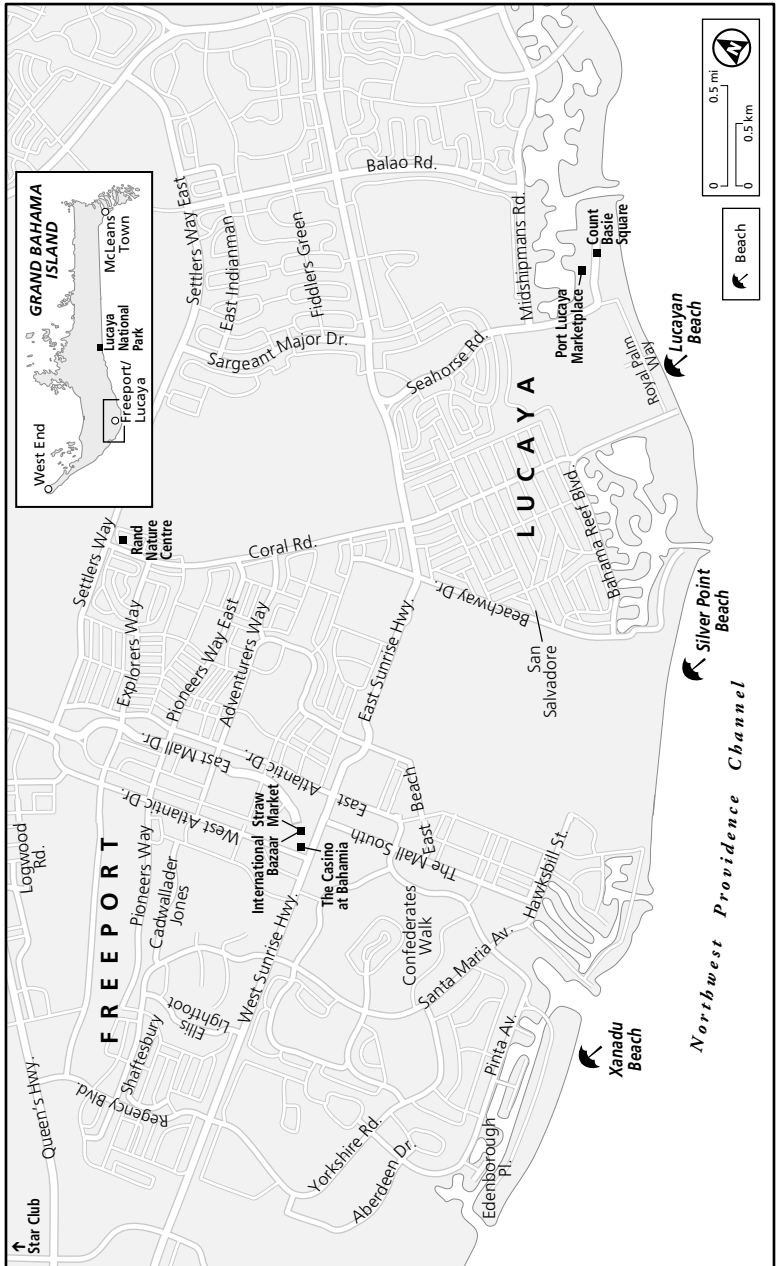 ↑
Star Club
Queen's Hwy.
Logwood
Rd.
FREEPORT
Regency Blvd.
Shaftesbury
Ellis
Lightfoot
Pioneers Way
Cadwallader
Jones
West Atlantic Dr.
East Mall Dr.
East Atlantic Dr.
Settlers Way
Explorers Way
Pioneers Way East
Adventurers Way
Rand
Nature
Centre
Coral Rd.
International
Bazaar
Straw
Market
The Casino
at Bahamia
West Sunrise Hwy.
East Sunrise Hwy.
Yorkshire Rd.
Aberdeen Dr.
Edenborough
Pl.
Pinta Av.
Santa Maria Av.
Confederates
Walk
The Mall South
East Beach
Hawksbill St.
Xanadu
Beach
Northwest Providence Channel
Silver Point
Beach
San
Salvadore
Beachway Dr.
Bahama Reef Blvd.
LUCAYA
Royal Palm
Way
Lucayan
Beach
Seahorse Rd.
Port Lucaya
Marketplace
Count
Basie
Square
Midshipmans Rd.
Balao Rd.
Sargeant Major Dr.
Fiddlers Green
East Indianman
Settlers Way East
GRAND BAHAMA
ISLAND
West End
Freeport/
Lucaya
Lucaya
National
Park
McLeans
Town
Beach
0 0.5 mi
0 0.5 km
N